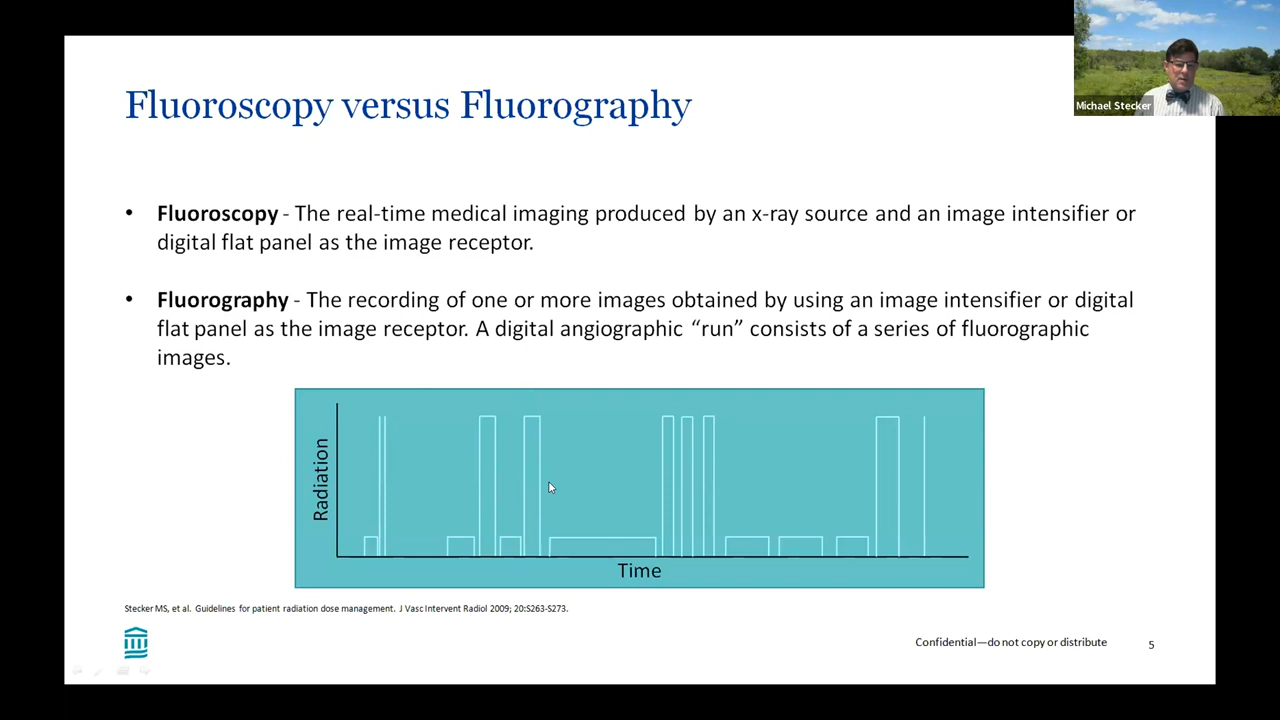 Fluoroscopy versus Fluorography
Michael Stecker
• Fluoroscopy - The real-time medical imaging produced by an x-ray source and an image intensifier or
digital flat panel as the image receptor.
• Fluorography - The recording of one or more images obtained by using an image intensifier or digital
flat panel as the image receptor. A digital angiographic “run” consists of a series of fluorographic
images.
Radiation
Time
Stecker MS, et al. Guidelines for patient radiation dose management. J Vasc Intervent Radiol 2009; 20:S263-S273.
Confidential—do not copy or distribute
5